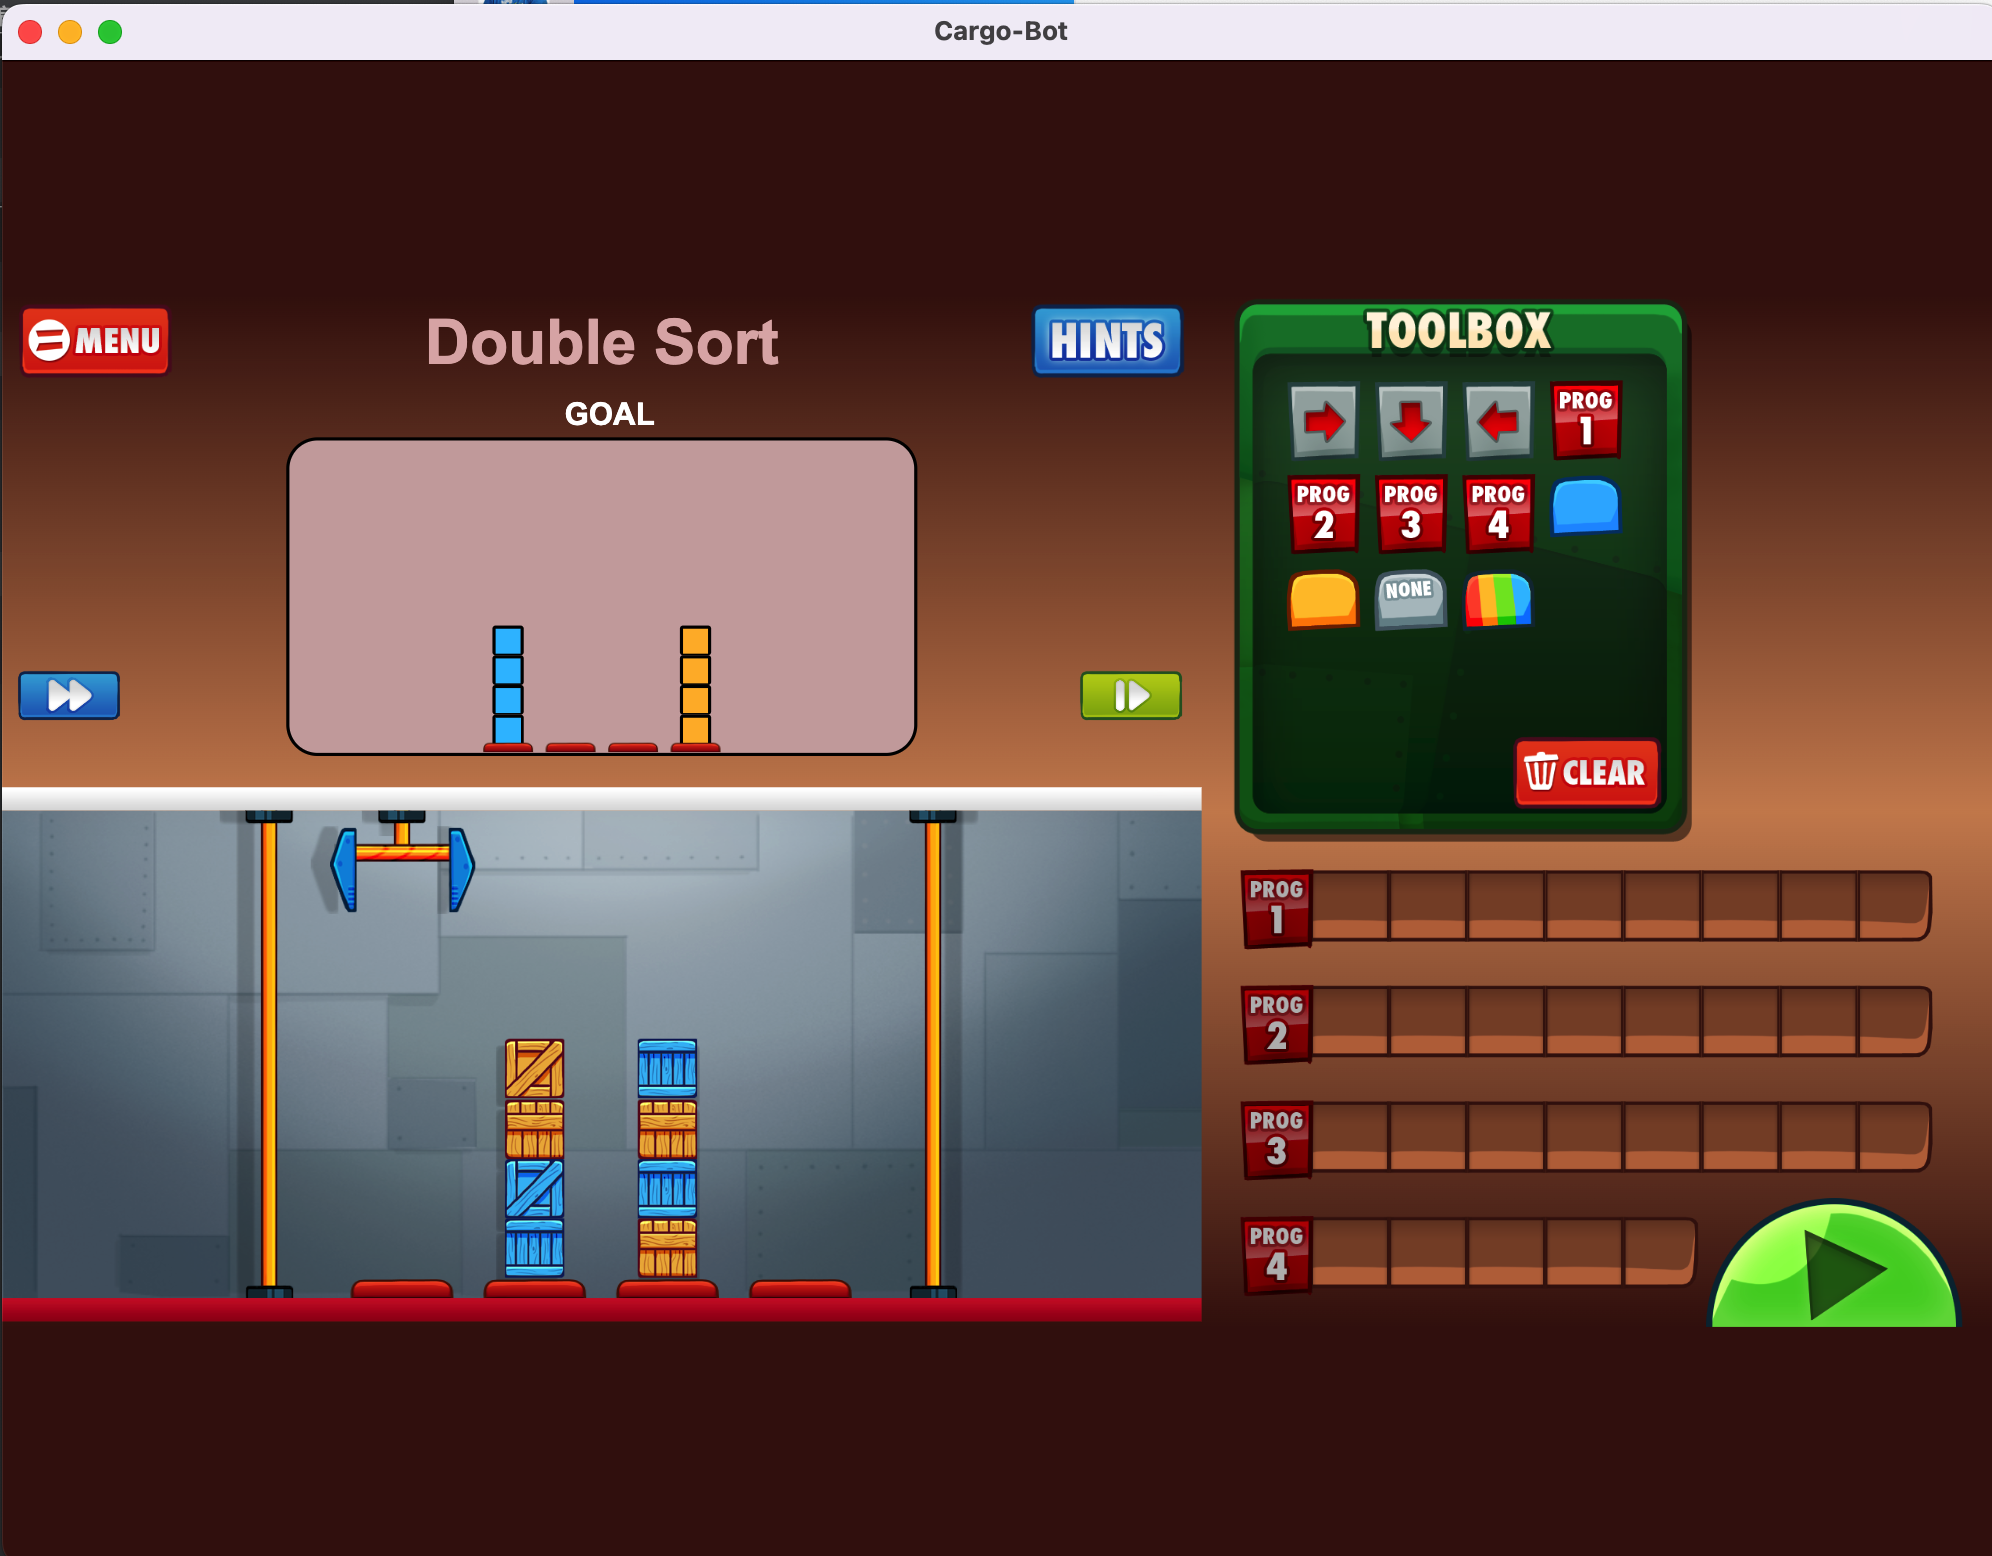 Cargo-Bot
MENU
Double Sort
HINTS
GOAL
TOOLBOX
PROG
1
PROG
2
PROG
3
PROG
4
NONE
CLEAR
PROG
1
PROG
2
PROG
3
PROG
4